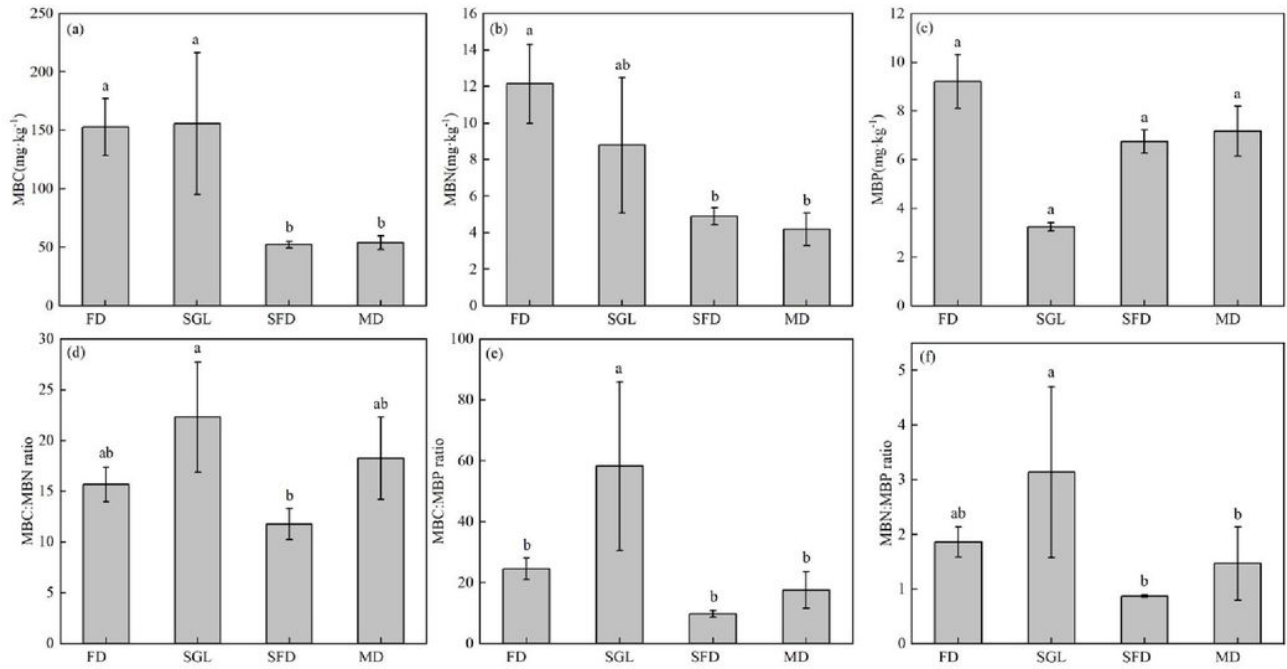 (a)
MBC(mg·kg⁻¹)
250
200
150
100
50
0
a
a
b
b
FD SGL SFD MD
(b)
MBN(mg·kg⁻¹)
16
14
12
10
8
6
4
2
0
a
ab
b
b
FD SGL SFD MD
(c)
MBP(mg·kg⁻¹)
12
10
8
6
4
2
0
a
a
a
a
FD SGL SFD MD
(d)
MBC:MBN ratio
30
25
20
15
10
5
0
ab
a
b
ab
FD SGL SFD MD
(e)
MBC:MBP ratio
100
80
60
40
20
0
b
a
b
b
FD SGL SFD MD
(f)
MBN:MBP ratio
5
4
3
2
1
0
ab
a
b
b
FD SGL SFD MD